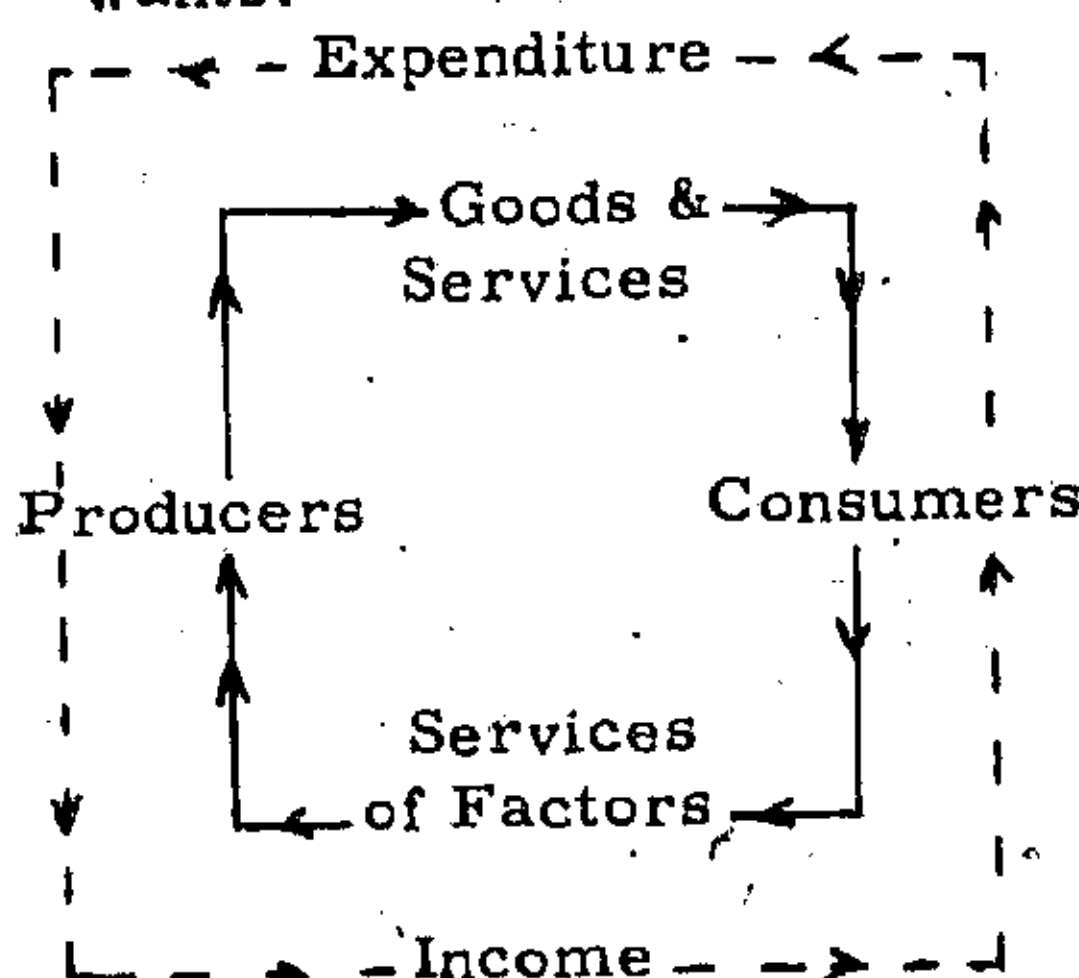 Expenditure
Goods &
Services
Producers
Consumers
Services
of Factors
Income